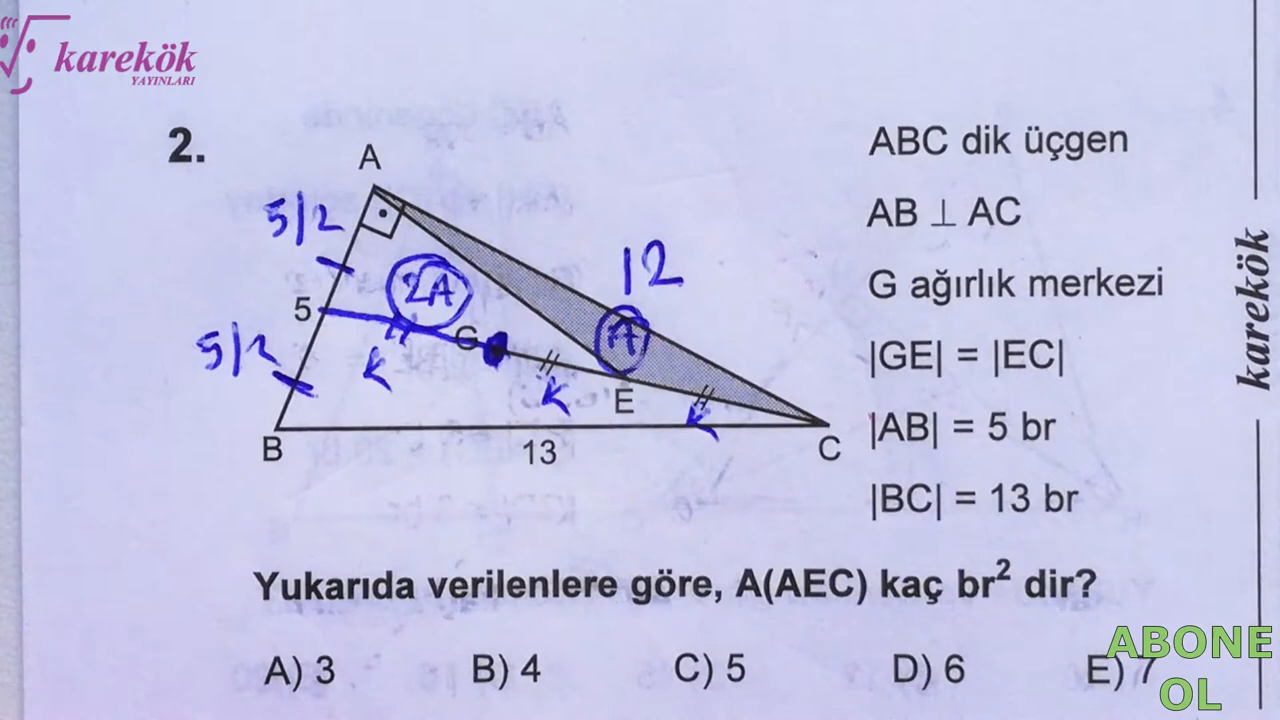 karekök
YAYINLARI
2.
A
ABC dik üçgen
5/2
AB ⊥ AC
12
2A
G ağırlık merkezi
5
G
A
5/2
K
K
E
K
|GE| = |EC|
B
13
C
|AB| = 5 br
|BC| = 13 br
karekök
Yukarıda verilenlere göre, A(AEC) kaç br² dir?
A) 3 B) 4 C) 5 D) 6 E) 7
ABONE
OL